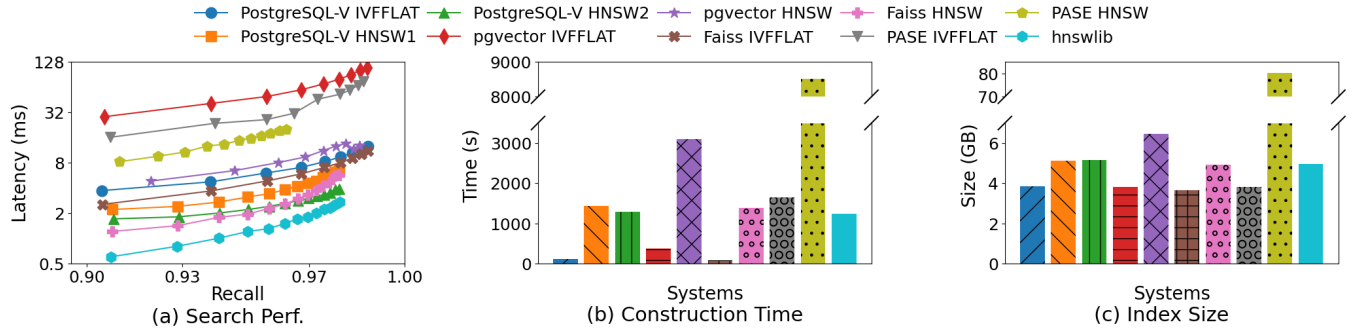 PostgreSQL-V IVFFLAT PostgreSQL-V HNSW2 pgvector HNSW Faiss HNSW PASE HNSW
PostgreSQL-V HNSW1 pgvector IVFFLAT Faiss IVFFLAT PASE IVFFLAT hnswlib
Latency (ms)
128
32
8
2
0.5
0.90 0.93 0.97 1.00
Recall
(a) Search Perf.
Time (s)
9000
8000
3000
2000
1000
0
Systems
(b) Construction Time
Size (GB)
80
70
6
4
2
0
Systems
(c) Index Size